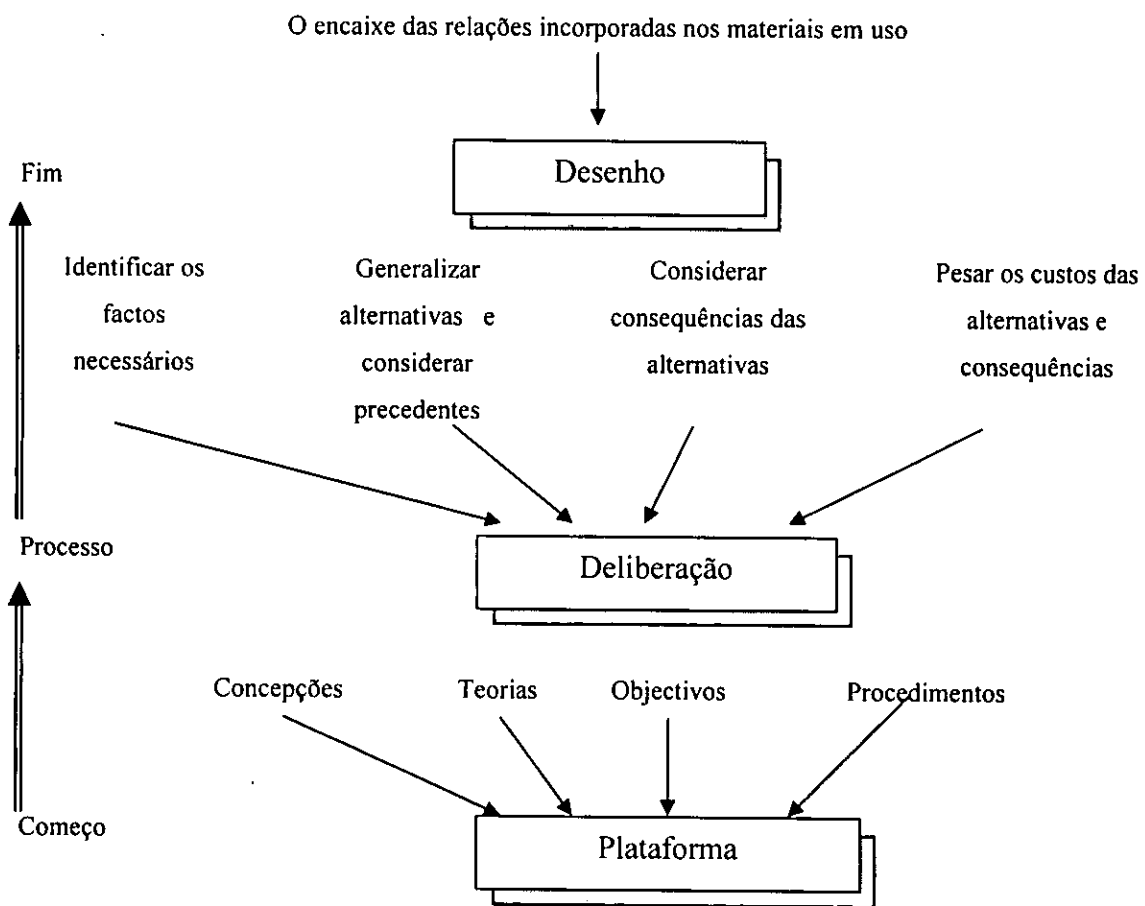 O encaixe das relações incorporadas nos materiais em uso
Desenho
Fim
Identificar os
factos
necessários
Generalizar
alternativas e
considerar
precedentes
Considerar
consequências das
alternativas
Pesar os custos das
alternativas e
consequências
Processo
Deliberação
Concepções
Teorias
Objectivos
Procedimentos
Começo
Plataforma